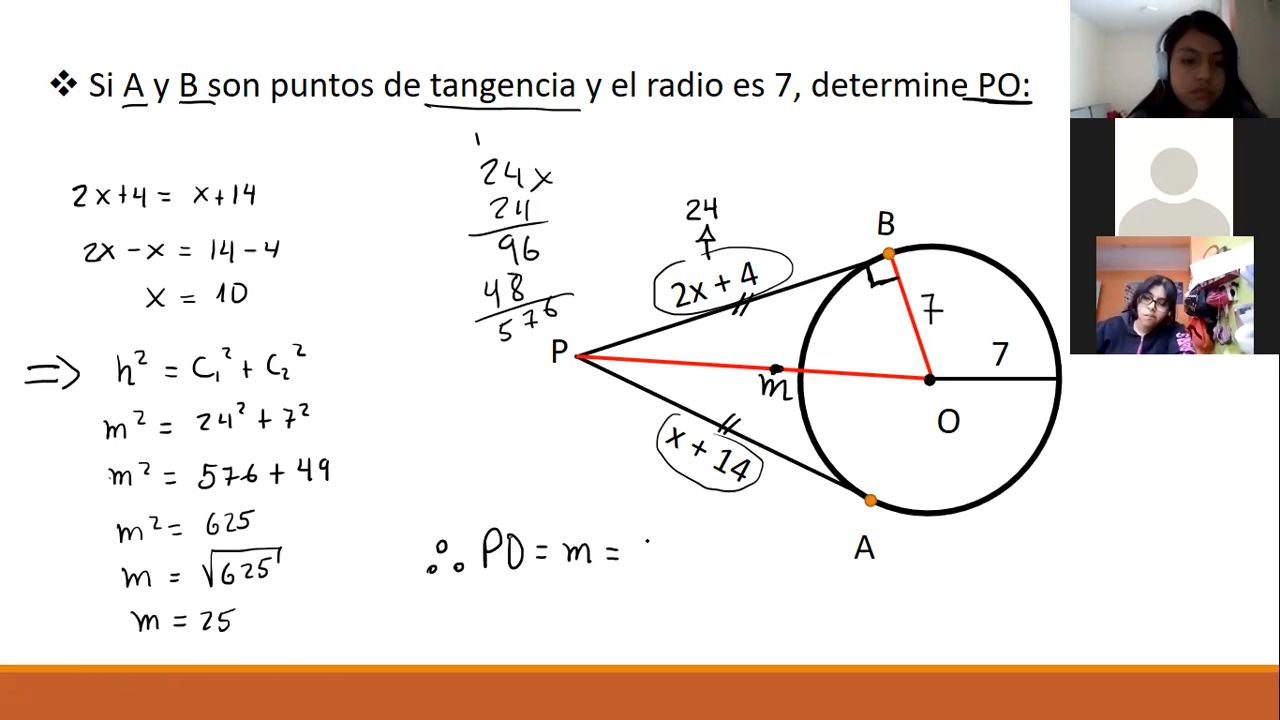 ❖ Si A y B son puntos de tangencia y el radio es 7, determine PO:
2x+4 = x+14
2x - x = 14 - 4
x = 10
⇒ h² = C₁² + C₂²
m² = 24² + 7²
m² = 576 + 49
m² = 625
m = √625
m = 25
1
24x
24
96
48
576
24
2x + 4
B
7
P
m
7
O
x + 14
A
∴ PO = m =